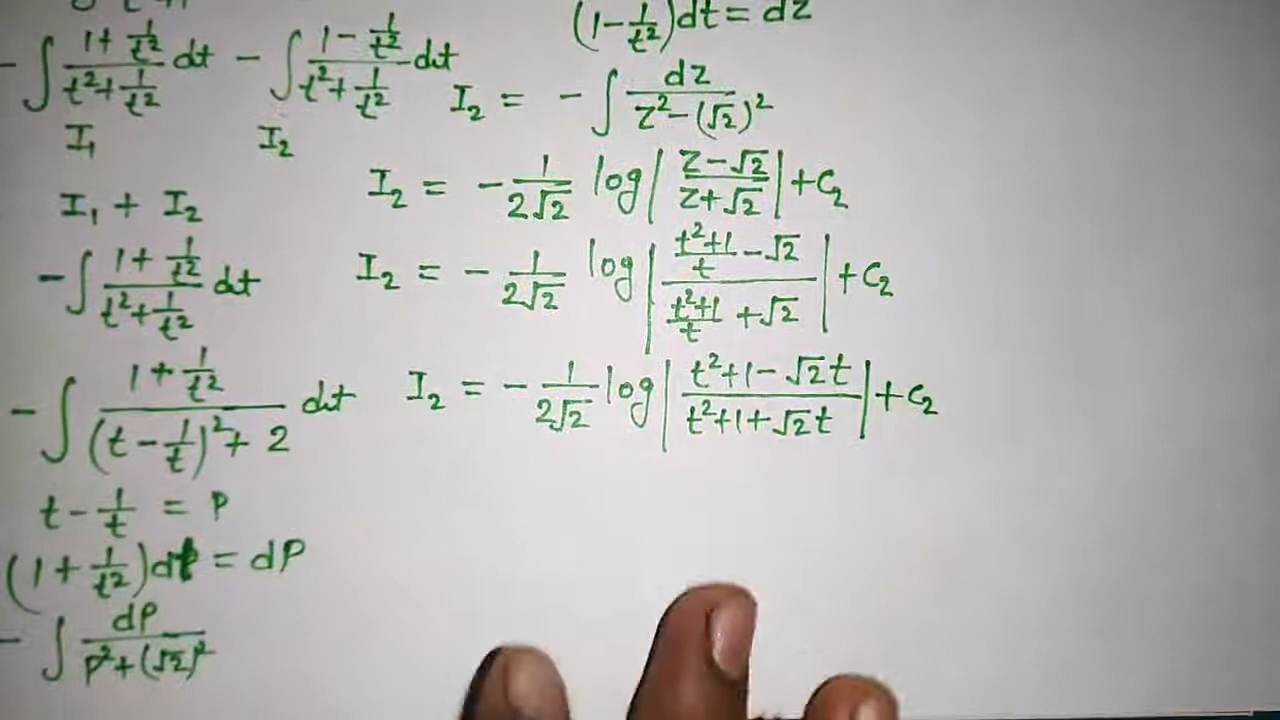 -∫ (1 + 1/t²)/(t² + 1/t²) dt - ∫ (1 - 1/t²)/(t² + 1/t²) dt
I₁ I₂
I₁ + I₂
-∫ (1 + 1/t²)/(t² + 1/t²) dt
-∫ (1 + 1/t²)/((t - 1/t)² + 2) dt
t - 1/t = P
(1 + 1/t²)dt = dP
-∫ dP/(P² + (√2)²)
(1 - 1/t²)dt = dz
I₂ = -∫ dz/(z² - (√2)²)
I₂ = -1/(2√2) log|(z - √2)/(z + √2)| + C₂
I₂ = -1/(2√2) log|((t²+1)/t - √2)/((t²+1)/t + √2)| + C₂
I₂ = -1/(2√2) log|(t²+1-√2t)/(t²+1+√2t)| + C₂